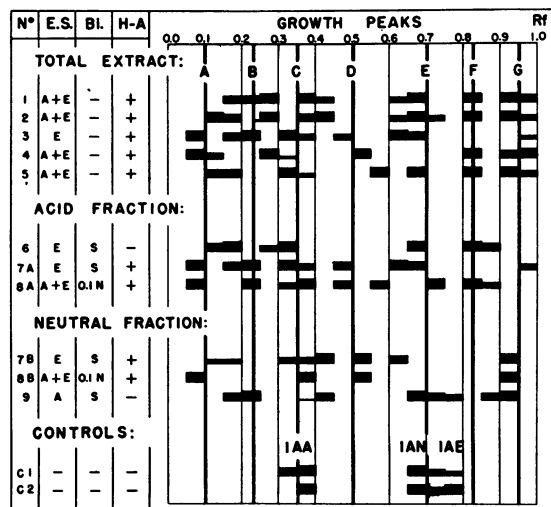 Nº E.S. BI. H-A GROWTH PEAKS Rf
0.0 0.1 0.2 0.3 0.4 0.5 0.6 0.7 0.8 0.9 1.0
TOTAL EXTRACT: A B C D E F G
1 A+E – +
2 A+E – +
3 E – +
4 A+E – +
5 A+E – +
ACID FRACTION:
6 E S –
7A E S +
8A A+E 0.1N +
NEUTRAL FRACTION:
7B E S +
8B A+E 0.1N +
9 A S –
CONTROLS: IAA IAN IAE
C1 – – –
C2 – – –